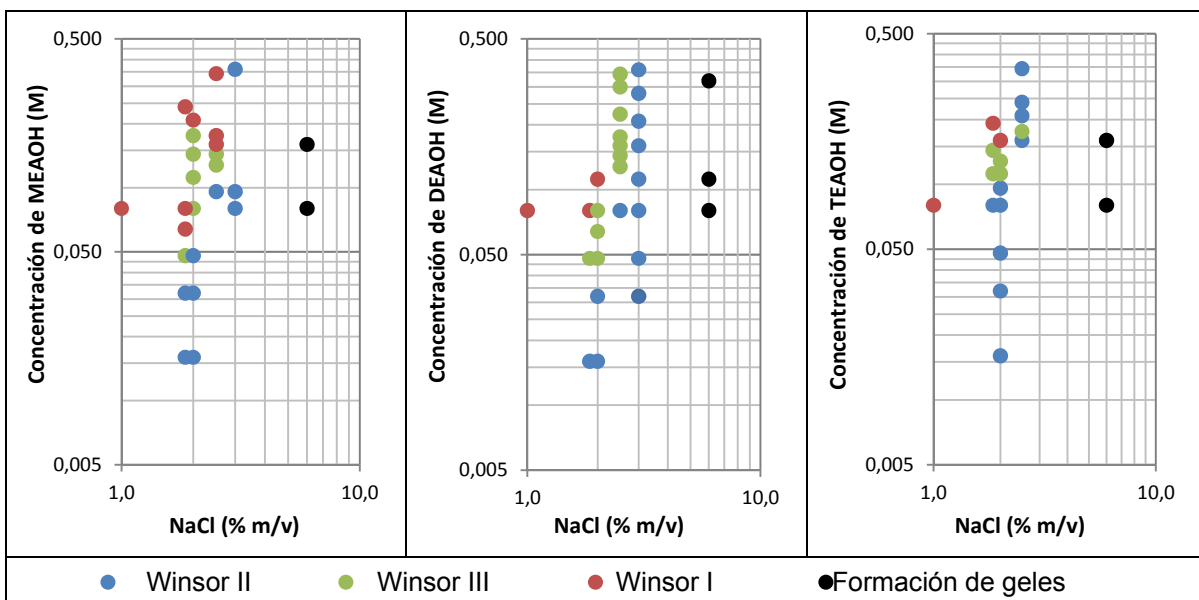 Concentración de MEAOH (M)
0,500
0,050
0,005
1,0
10,0
NaCl (% m/v)
Concentración de DEAOH (M)
0,500
0,050
0,005
1,0
10,0
NaCl (% m/v)
Concentración de TEAOH (M)
0,500
0,050
0,005
1,0
10,0
NaCl (% m/v)
Winsor II
Winsor III
Winsor I
Formación de geles